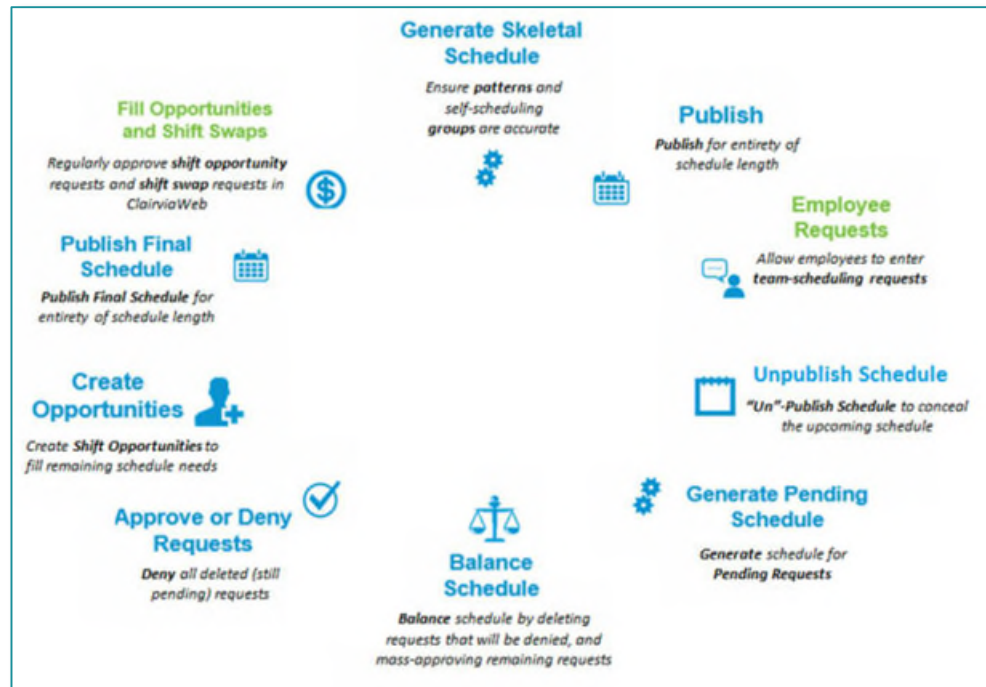 Generate Skeletal
Schedule
Ensure patterns and
self-scheduling
groups are accurate
Publish
Publish for entirety of
schedule length
Employee
Requests
Allow employees to enter
team-scheduling requests
Unpublish Schedule
“Un”-Publish Schedule to conceal
the upcoming schedule
Generate Pending
Schedule
Generate schedule for
Pending Requests
Balance
Schedule
Balance schedule by deleting
requests that will be denied, and
mass-approving remaining requests
Approve or Deny
Requests
Deny all deleted (still
pending) requests
Create
Opportunities
Create Shift Opportunities to
fill remaining schedule needs
Publish Final
Schedule
Publish Final Schedule for
entirety of schedule length
Fill Opportunities
and Shift Swaps
Regularly approve shift opportunity
requests and shift swap requests in
ClairviaWeb